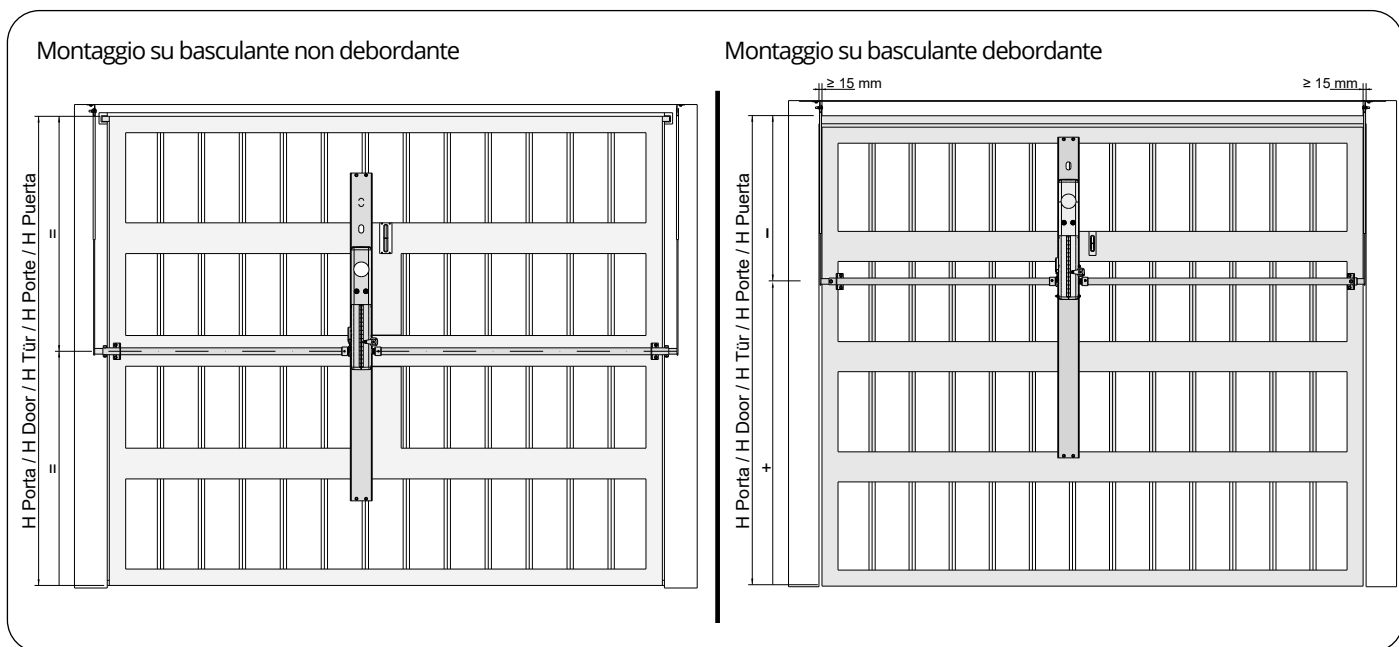 Montaggio su basculante non debordante
H Porta / H Door / H Tür / H Porte / H Puerta
=
=
Montaggio su basculante debordante
≥ 15 mm
≥ 15 mm
H Porta / H Door / H Tür / H Porte / H Puerta
−
+